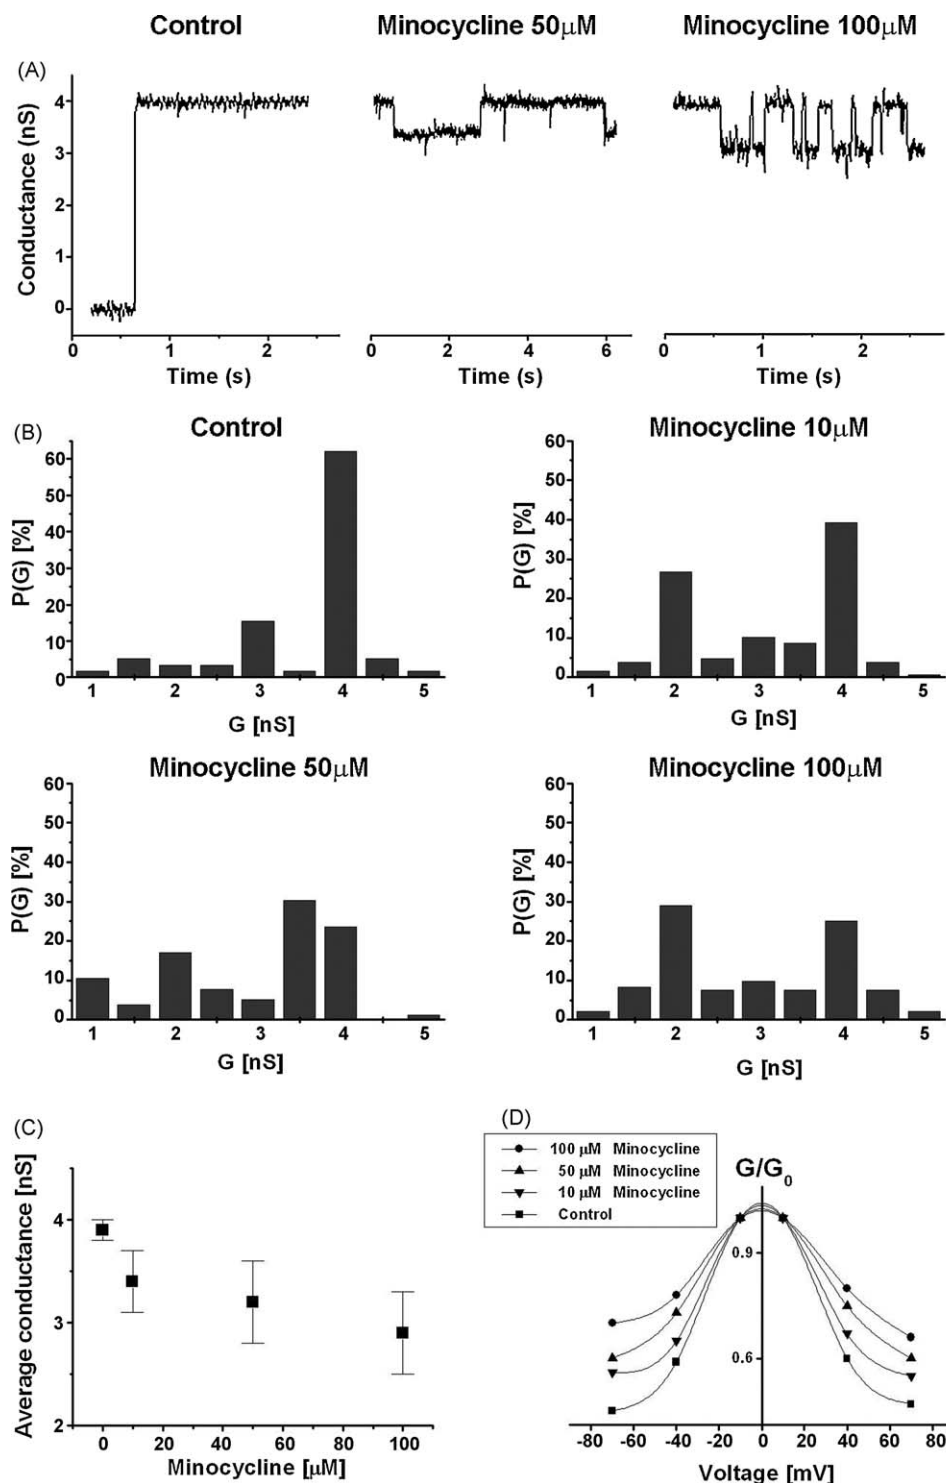 Control Minocycline 50μM Minocycline 100μM
(A)
Conductance (nS)
4
3
2
1
0
0 1 2 0 2 4 6 0 1 2
Time (s) Time (s) Time (s)
(B)
Control Minocycline 10μM
P(G) [%] P(G) [%]
60 60
50 50
40 40
30 30
20 20
10 10
0 0
1 2 3 4 5 1 2 3 4 5
G [nS] G [nS]
Minocycline 50μM Minocycline 100μM
P(G) [%] P(G) [%]
60 60
50 50
40 40
30 30
20 20
10 10
0 0
1 2 3 4 5 1 2 3 4 5
G [nS] G [nS]
(C)
Average conductance [nS]
4
3
2
0 20 40 60 80 100
Minocycline [μM]
(D)
100 μM Minocycline
50 μM Minocycline
10 μM Minocycline
Control
G/G0
0.9
0.6
-80 -60 -40 -20 0 20 40 60 80
Voltage [mV]